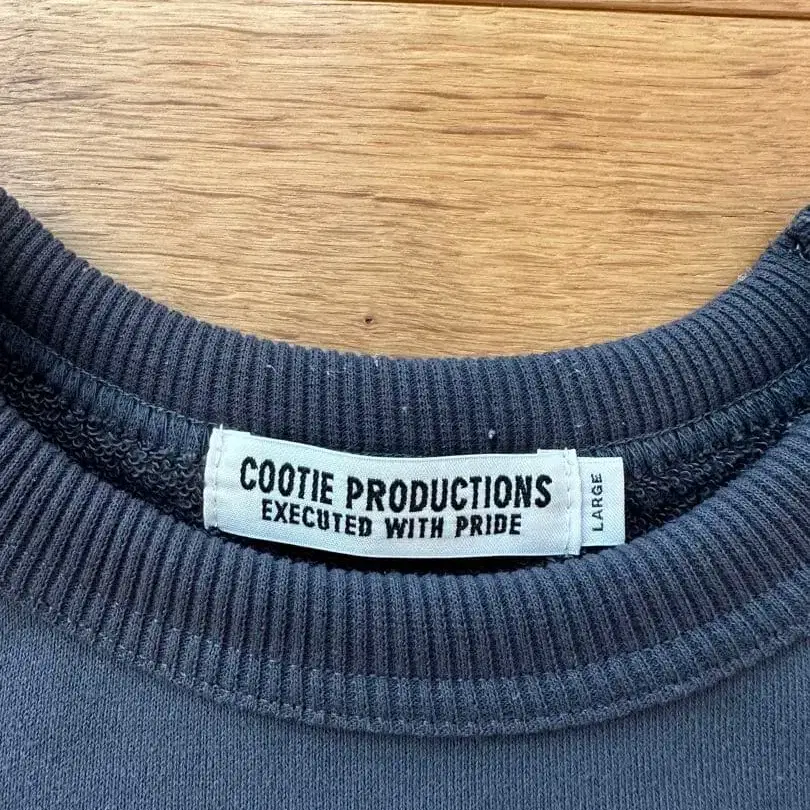 COOTIE PRODUCTIONS
EXECUTED WITH PRIDE
LARGE